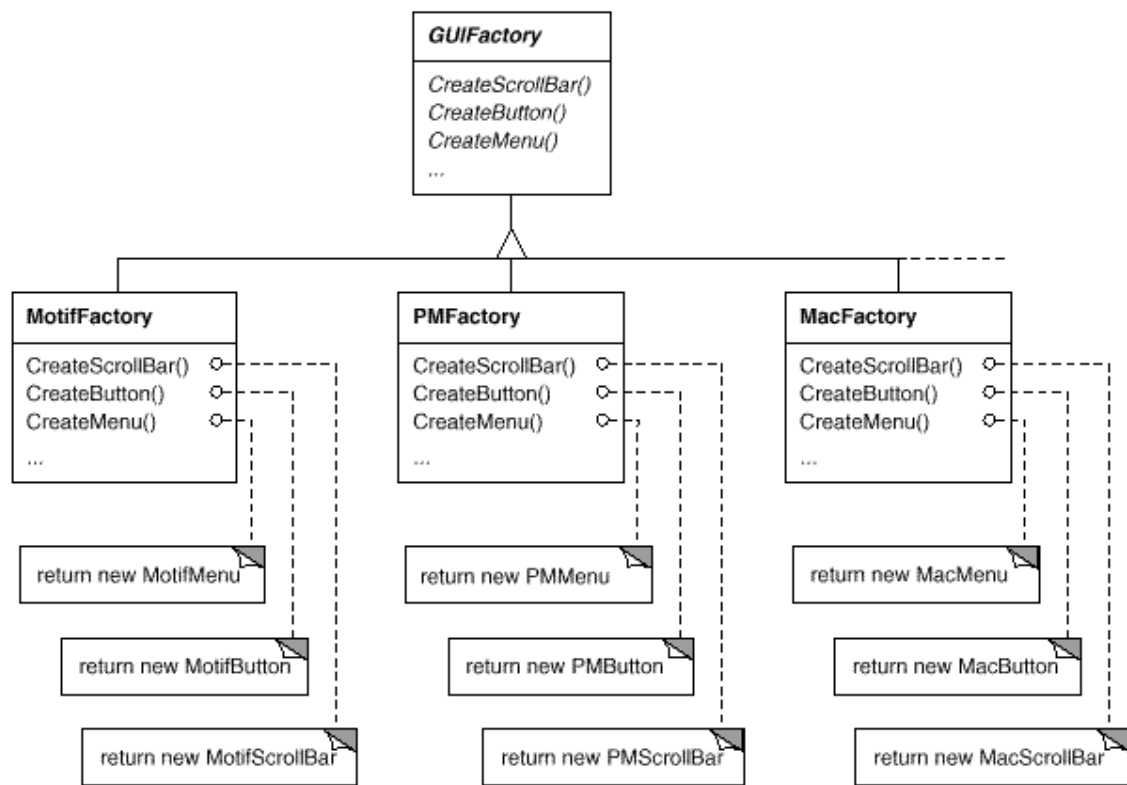 GUIFactory
CreateScrollBar()
CreateButton()
CreateMenu()
...
MotifFactory
CreateScrollBar()
CreateButton()
CreateMenu()
...
PMFactory
CreateScrollBar()
CreateButton()
CreateMenu()
...
MacFactory
CreateScrollBar()
CreateButton()
CreateMenu()
...
return new MotifMenu
return new PMMenu
return new MacMenu
return new MotifButton
return new PMButton
return new MacButton
return new MotifScrollBar
return new PMScrollBar
return new MacScrollBar